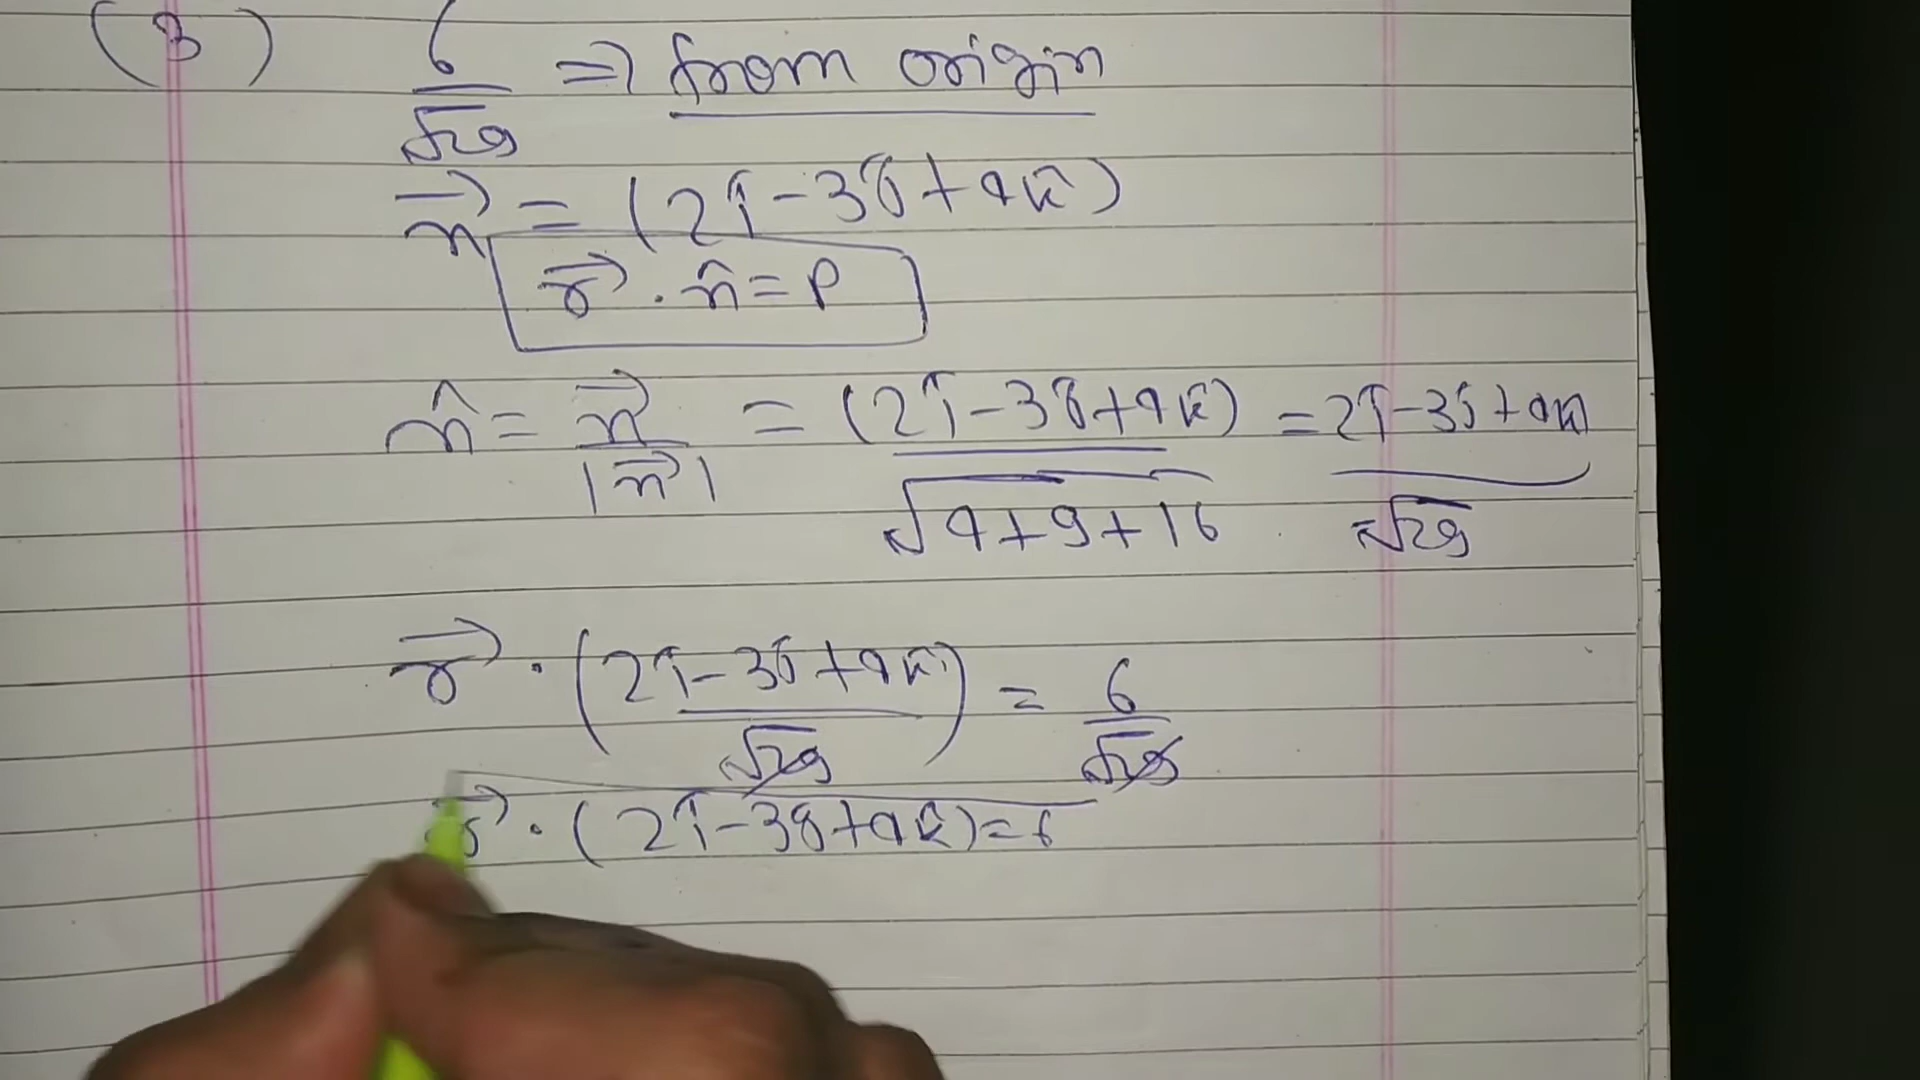 (3) 6/√29 ⇒ from origin
n⃗ = (2î - 3ĵ + 4k̂)
r⃗ . n̂ = P
n̂ = n⃗/|n⃗| = (2î - 3ĵ + 4k̂)/√4+9+16 = 2î - 3ĵ + 4k̂/√29
r⃗ . (2î - 3ĵ + 4k̂/√29) = 6/√29
r⃗ . (2î - 3ĵ + 4k̂) = 6